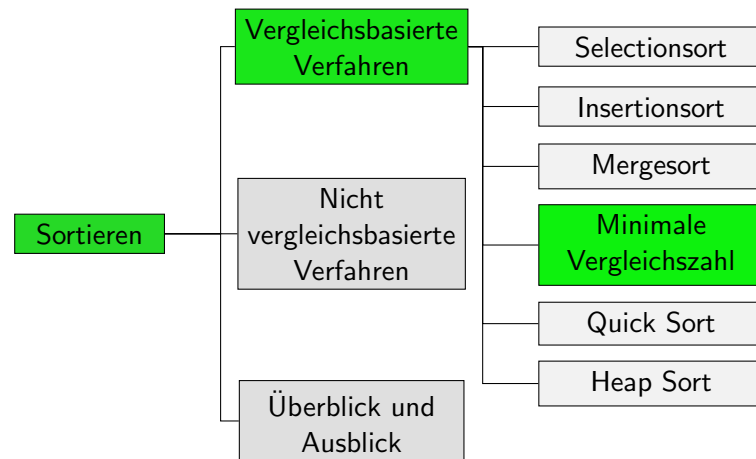 Sortieren
Vergleichsbasierte
Verfahren
Nicht
vergleichsbasierte
Verfahren
Überblick und
Ausblick
Selectionsort
Insertionsort
Mergesort
Minimale
Vergleichszahl
Quick Sort
Heap Sort